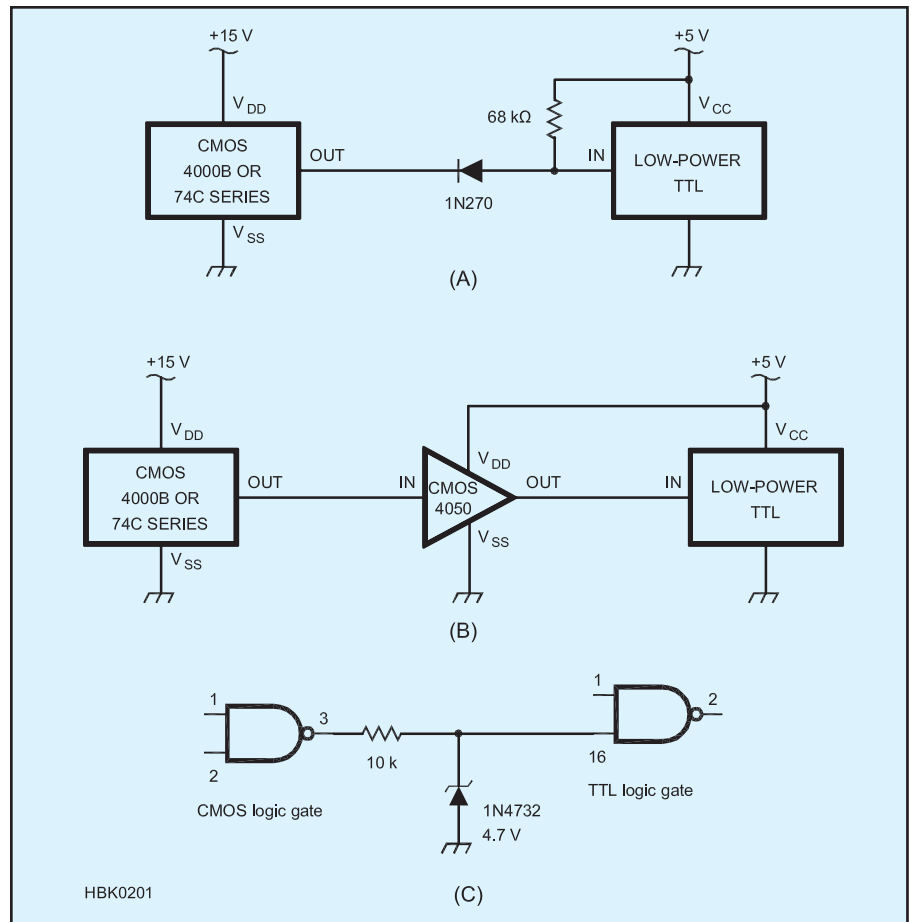 +15 V
+5 V
V DD
V CC
68 kΩ
CMOS
4000B OR
74C SERIES
OUT
IN
LOW-POWER
TTL
1N270
V SS
(A)
+15 V
+5 V
V DD
V CC
CMOS
4000B OR
74C SERIES
OUT
IN
V DD
CMOS
4050
OUT
IN
LOW-POWER
TTL
V SS
V SS
(B)
1
2
3
10 k
1
2
16
CMOS logic gate
1N4732
4.7 V
TTL logic gate
HBK0201
(C)